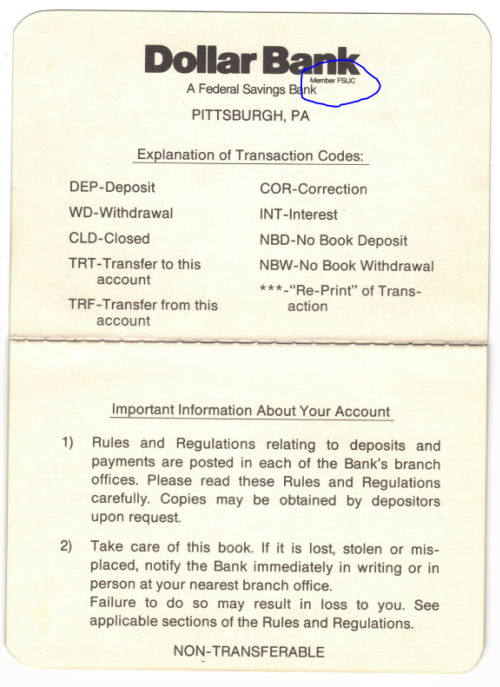 Dollar Bank
Member FSLIC
A Federal Savings Bank
PITTSBURGH, PA
Explanation of Transaction Codes:
DEP-Deposit
WD-Withdrawal
CLD-Closed
TRT-Transfer to this
account
TRF-Transfer from this
account
COR-Correction
INT-Interest
NBD-No Book Deposit
NBW-No Book Withdrawal
***-“Re-Print” of Trans-
action
Important Information About Your Account
1) Rules and Regulations relating to deposits and
payments are posted in each of the Bank's branch
offices. Please read these Rules and Regulations
carefully. Copies may be obtained by depositors
upon request.
2) Take care of this book. If it is lost, stolen or mis-
placed, notify the Bank immediately in writing or in
person at your nearest branch office.
Failure to do so may result in loss to you. See
applicable sections of the Rules and Regulations.
NON-TRANSFERABLE